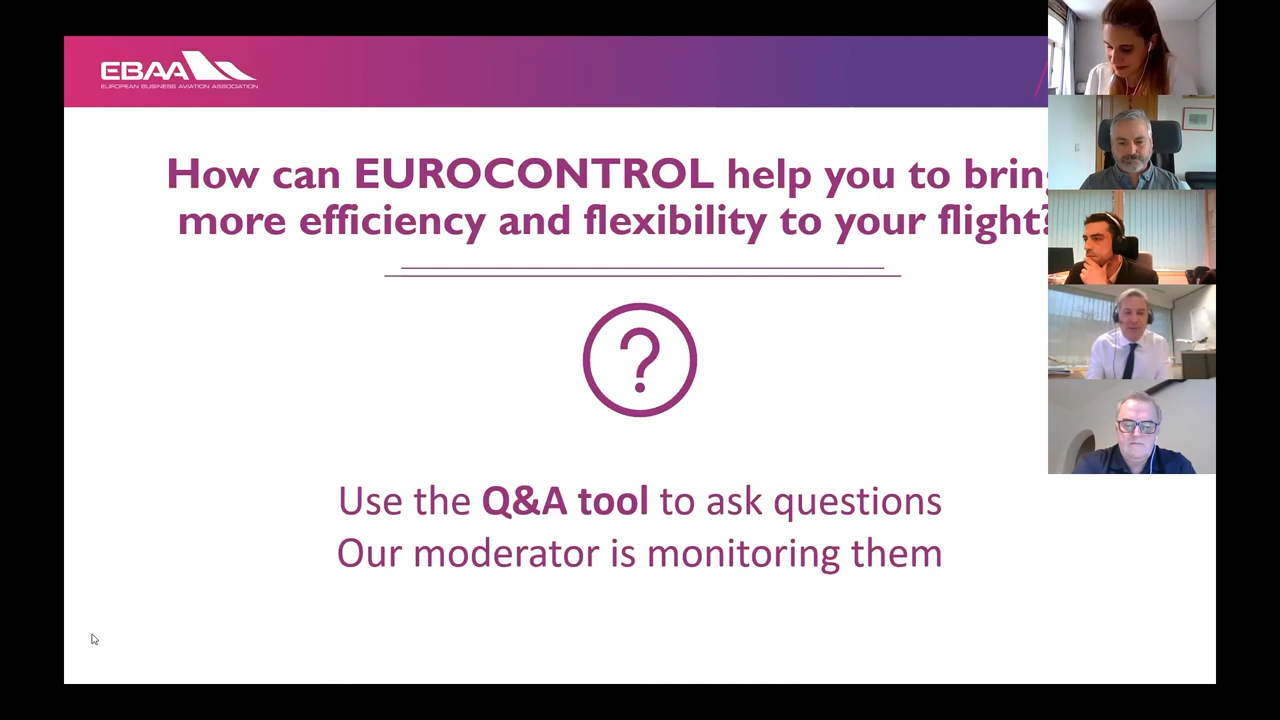 EBAA
EUROPEAN BUSINESS AVIATION ASSOCIATION
How can EUROCONTROL help you to bring
more efficiency and flexibility to your flight?
?
Use the Q&A tool to ask questions
Our moderator is monitoring them